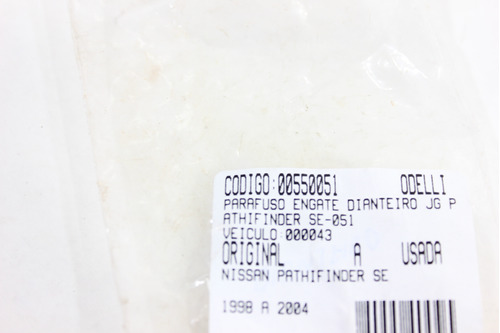 CODIGO:00550051 ODELLI
PARAFUSO ENGATE DIANTEIRO JG P
ATHIFINDER SE-051
VEICULO:000043
ORIGINAL A USADA
NISSAN PATHIFINDER SE
1998 A 2004